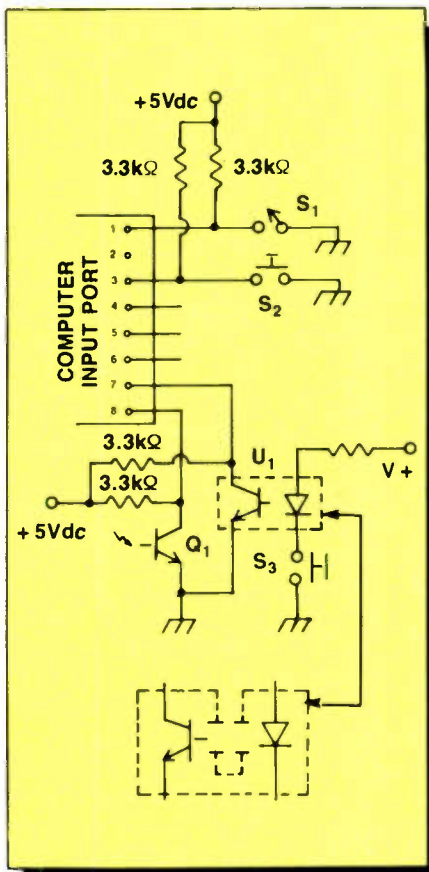 +5Vdc
3.3kΩ 3.3kΩ
S1
1
2
3
4
5
6
7
8
COMPUTER
INPUT PORT
S2
3.3kΩ
3.3kΩ
+5Vdc
Q1
U1
V+
S3